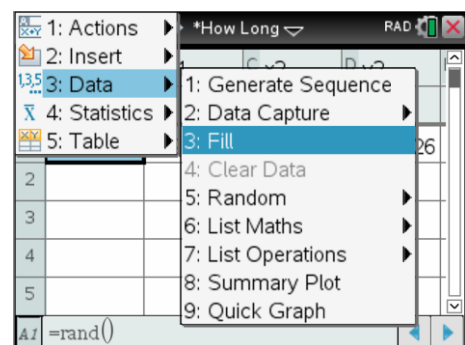 1: Actions
2: Insert
3: Data
4: Statistics
5: Table
*How Long
RAD
1: Generate Sequence
2: Data Capture
3: Fill
4: Clear Data
5: Random
6: List Maths
7: List Operations
8: Summary Plot
9: Quick Graph
26
2
3
4
5
A1 =rand()